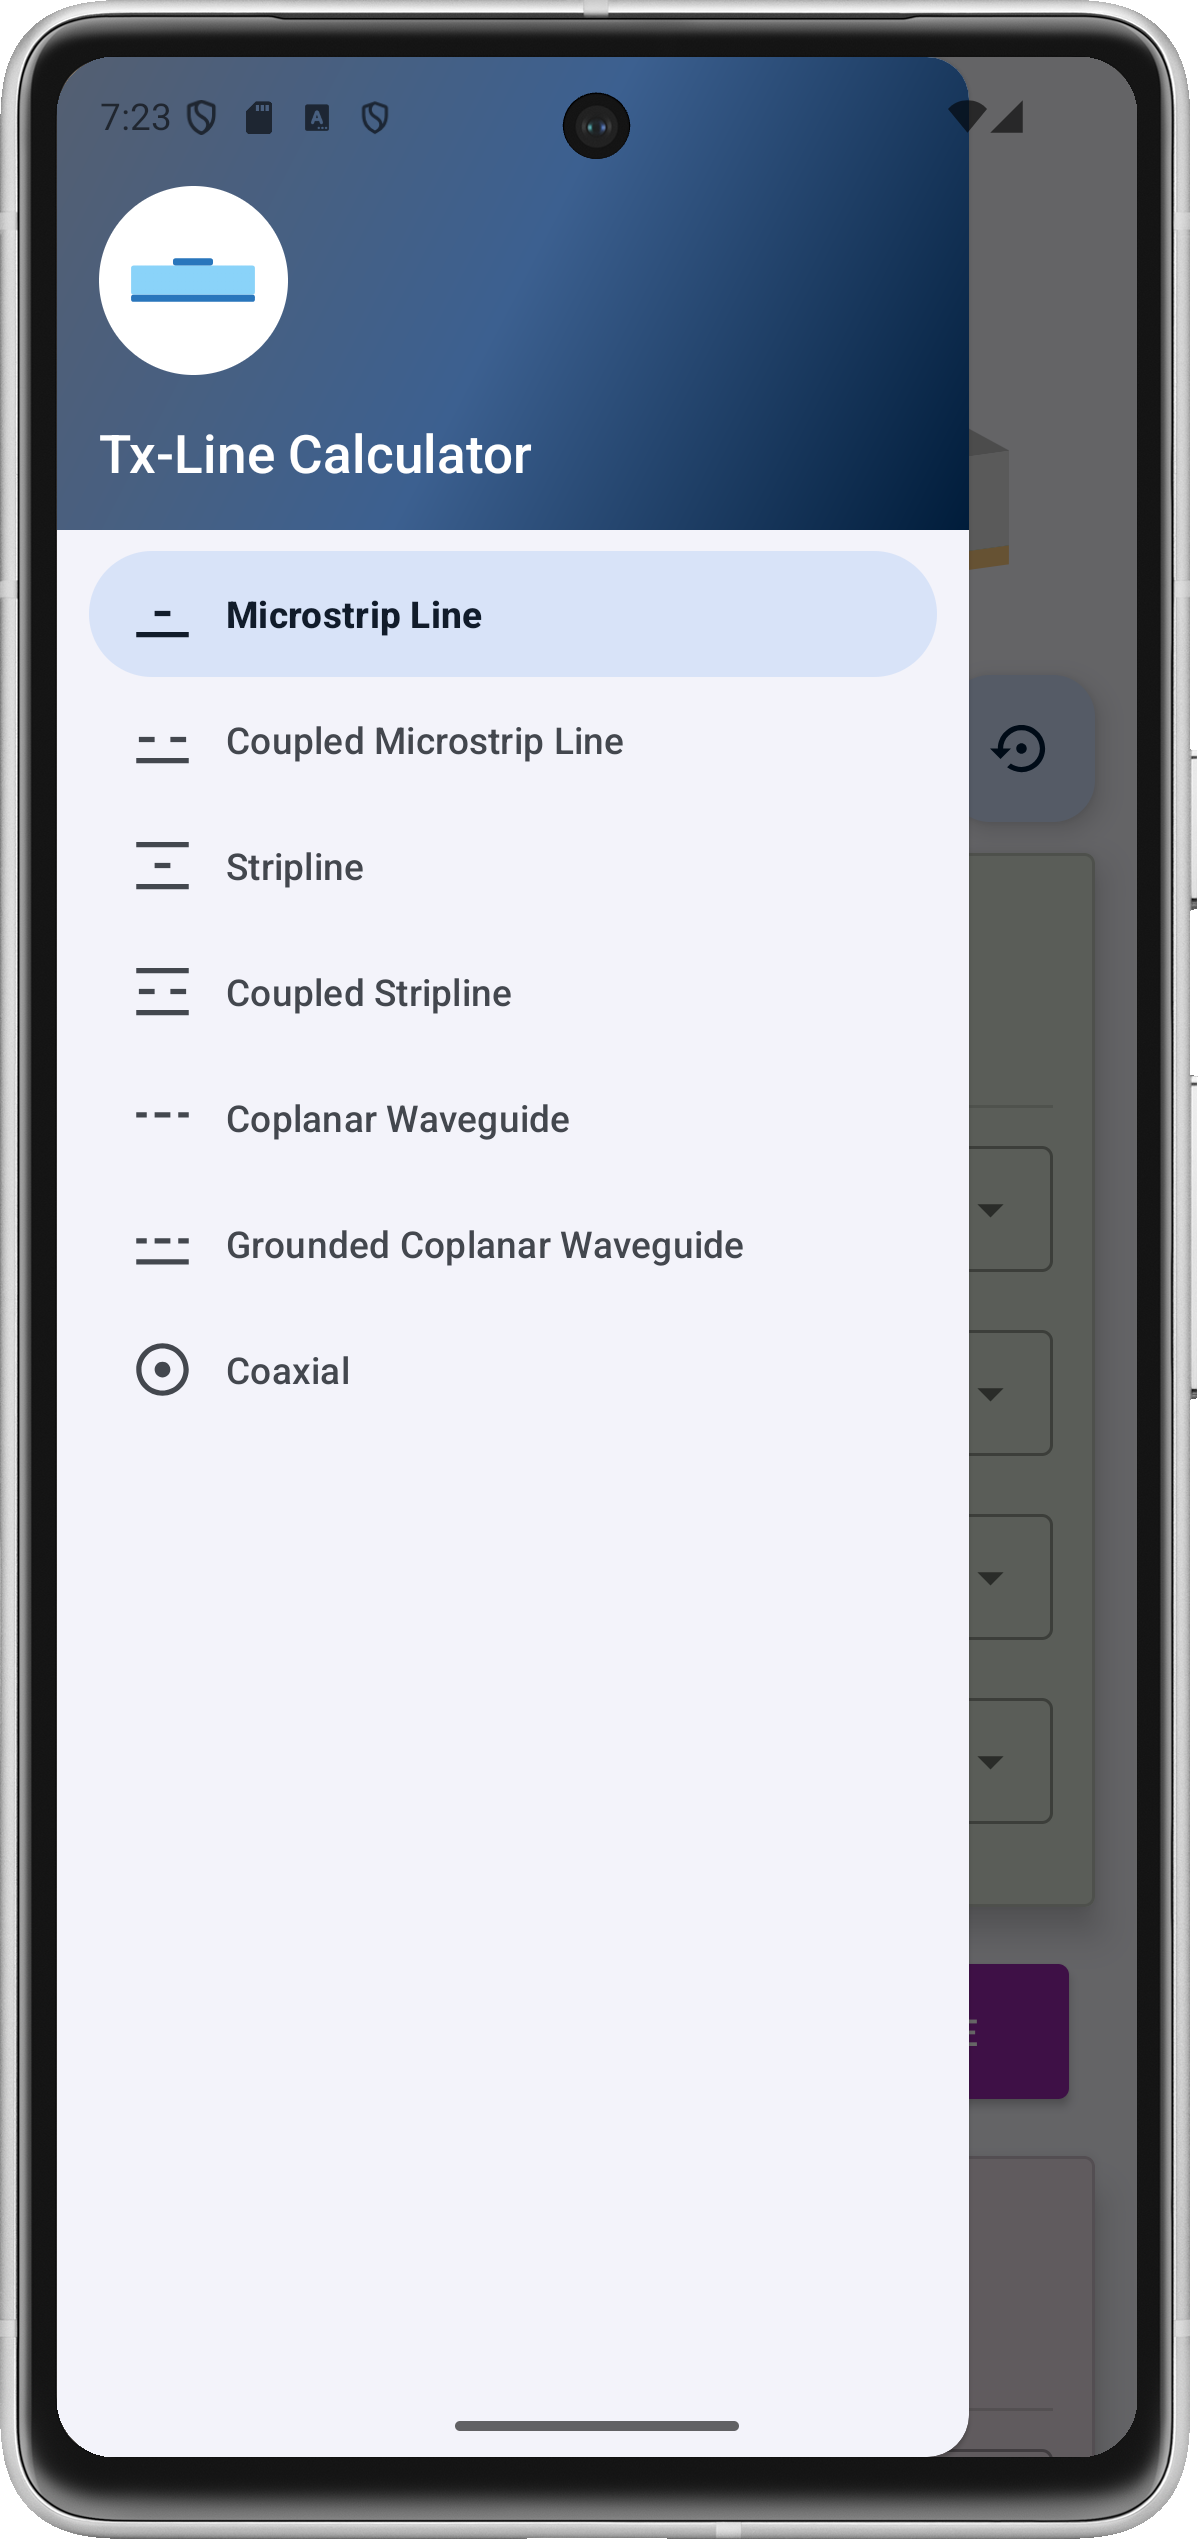 7:23
Tx-Line Calculator
Microstrip Line
Coupled Microstrip Line
Stripline
Coupled Stripline
Coplanar Waveguide
Grounded Coplanar Waveguide
Coaxial
E